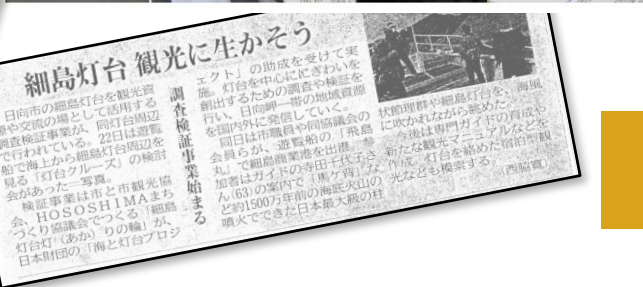 細島灯台 観光に生かそう
調査検証事業始まる
日向市の細島灯台を観光資
源や交流の場として活用する
調査検証事業が、同灯台周辺
で行われている。22日は遊覧
船で海上から細島灯台周辺を
見る「灯台クルーズ」の検討
会があった=写真。
検証事業は市と市観光協
会、HOSOSHIMAまち
づくり協議会でつくる「細島
灯台灯(あか)りの輪」が、
日本財団の「海と灯台プロジ
ェクト」の助成を受けて実
施。灯台を中心ににぎわいを
創出するための調査や検証を
行い、日向岬一帯の地域資源
を国内外に発信していく。
同日は市職員や同協議会の
会員らが、遊覧船の「飛島
丸」で細島商業港を出港。参
加者はガイドの寺田千代子さ
ん(63)の案内で「馬ケ背」な
ど約1500万年前の海底火山の
噴火でできた日本最大級の柱
状節理群や細島灯台を、海風
に吹かれながら眺めた。
今後は専門ガイドの育成や
新たな観光マニュアルなどを
作成。灯台を絡めた宿泊型観
光なども模索する。
(西脇寛)